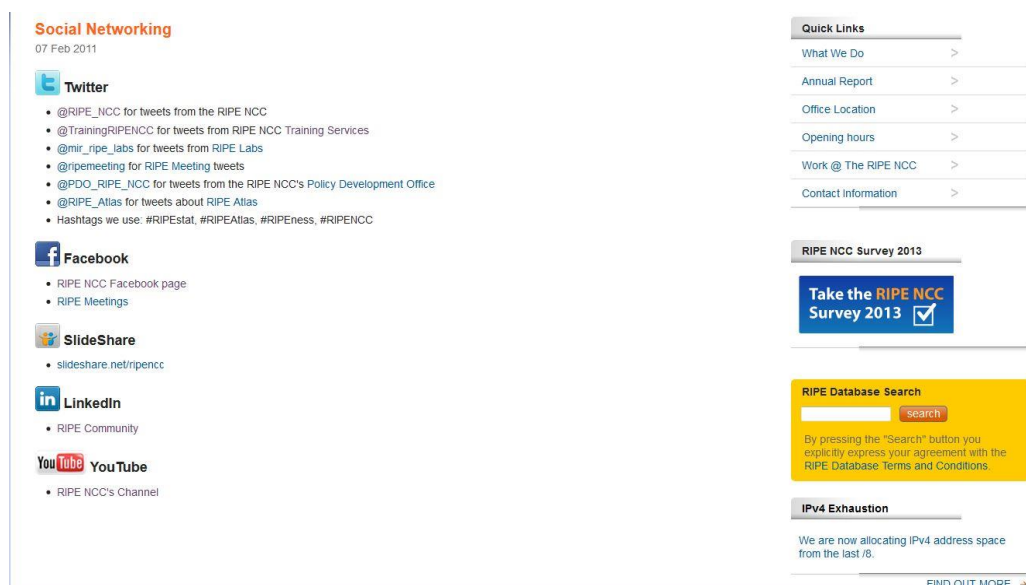 Social Networking
07 Feb 2011
Twitter
@RIPE_NCC for tweets from the RIPE NCC
@TrainingRIPENCC for tweets from RIPE NCC Training Services
@mir_ripe_labs for tweets from RIPE Labs
@ripemeeting for RIPE Meeting tweets
@PDO_RIPE_NCC for tweets from the RIPE NCC's Policy Development Office
@RIPE_Atlas for tweets about RIPE Atlas
Hashtags we use: #RIPEstat, #RIPEAtlas, #RIPEness, #RIPENCC
Facebook
RIPE NCC Facebook page
RIPE Meetings
SlideShare
slideshare.net/ripencc
in LinkedIn
RIPE Community
You Tube YouTube
RIPE NCC's Channel
Quick Links
What We Do >
Annual Report >
Office Location >
Opening hours >
Work @ The RIPE NCC >
Contact Information >
RIPE NCC Survey 2013
Take the RIPE NCC
Survey 2013
RIPE Database Search
search
By pressing the "Search" button you
explicitly express your agreement with the
RIPE Database Terms and Conditions.
IPv4 Exhaustion
We are now allocating IPv4 address space
from the last /8.
FIND OUT MORE